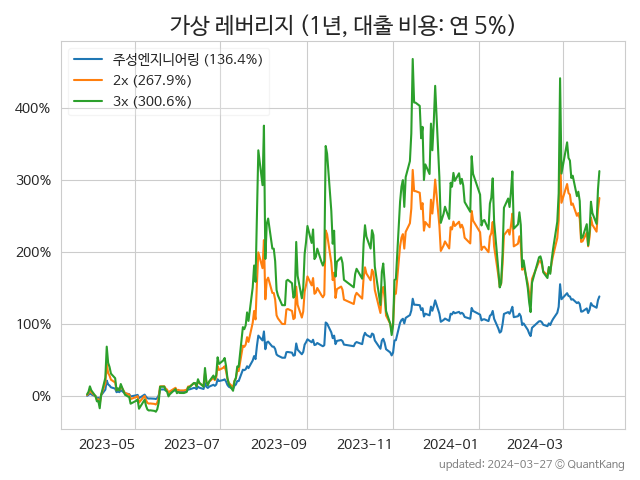 가상 레버리지 (1년, 대출 비용: 연 5%)
주성엔지니어링 (136.4%)
2x (267.9%)
3x (300.6%)
400%
300%
200%
100%
0%
2023-05 2023-07 2023-09 2023-11 2024-01 2024-03
updated: 2024-03-27 © QuantKang